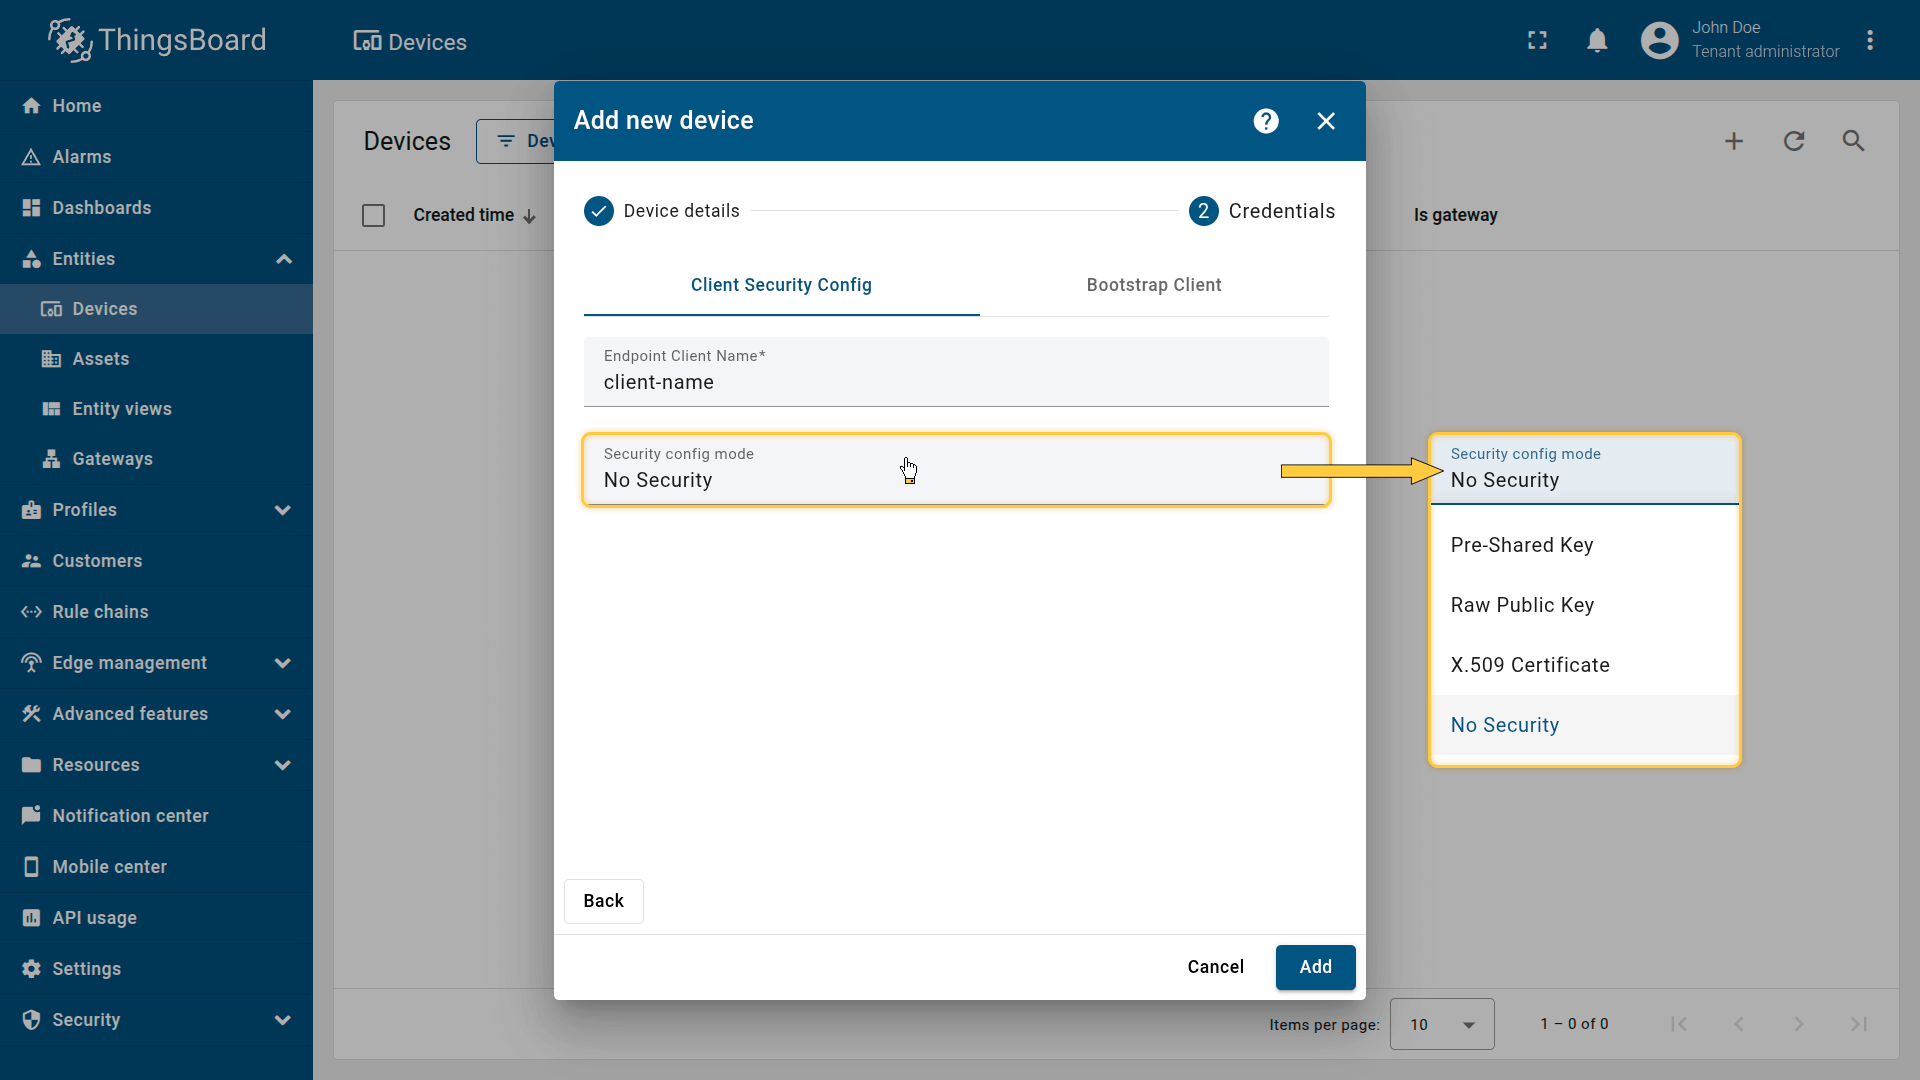 ThingsBoard
Devices
John Doe
Tenant administrator
Home
Alarms
Dashboards
Entities
Devices
Assets
Entity views
Gateways
Profiles
Customers
Rule chains
Edge management
Advanced features
Resources
Notification center
Mobile center
API usage
Settings
Security
Devices
Dev
Created time
Is gateway
Add new device
?
Device details
2 Credentials
Client Security Config
Bootstrap Client
Endpoint Client Name*
client-name
Security config mode
No Security
Back
Cancel
Add
Security config mode
No Security
Pre-Shared Key
Raw Public Key
X.509 Certificate
No Security
Items per page: 10
1 – 0 of 0